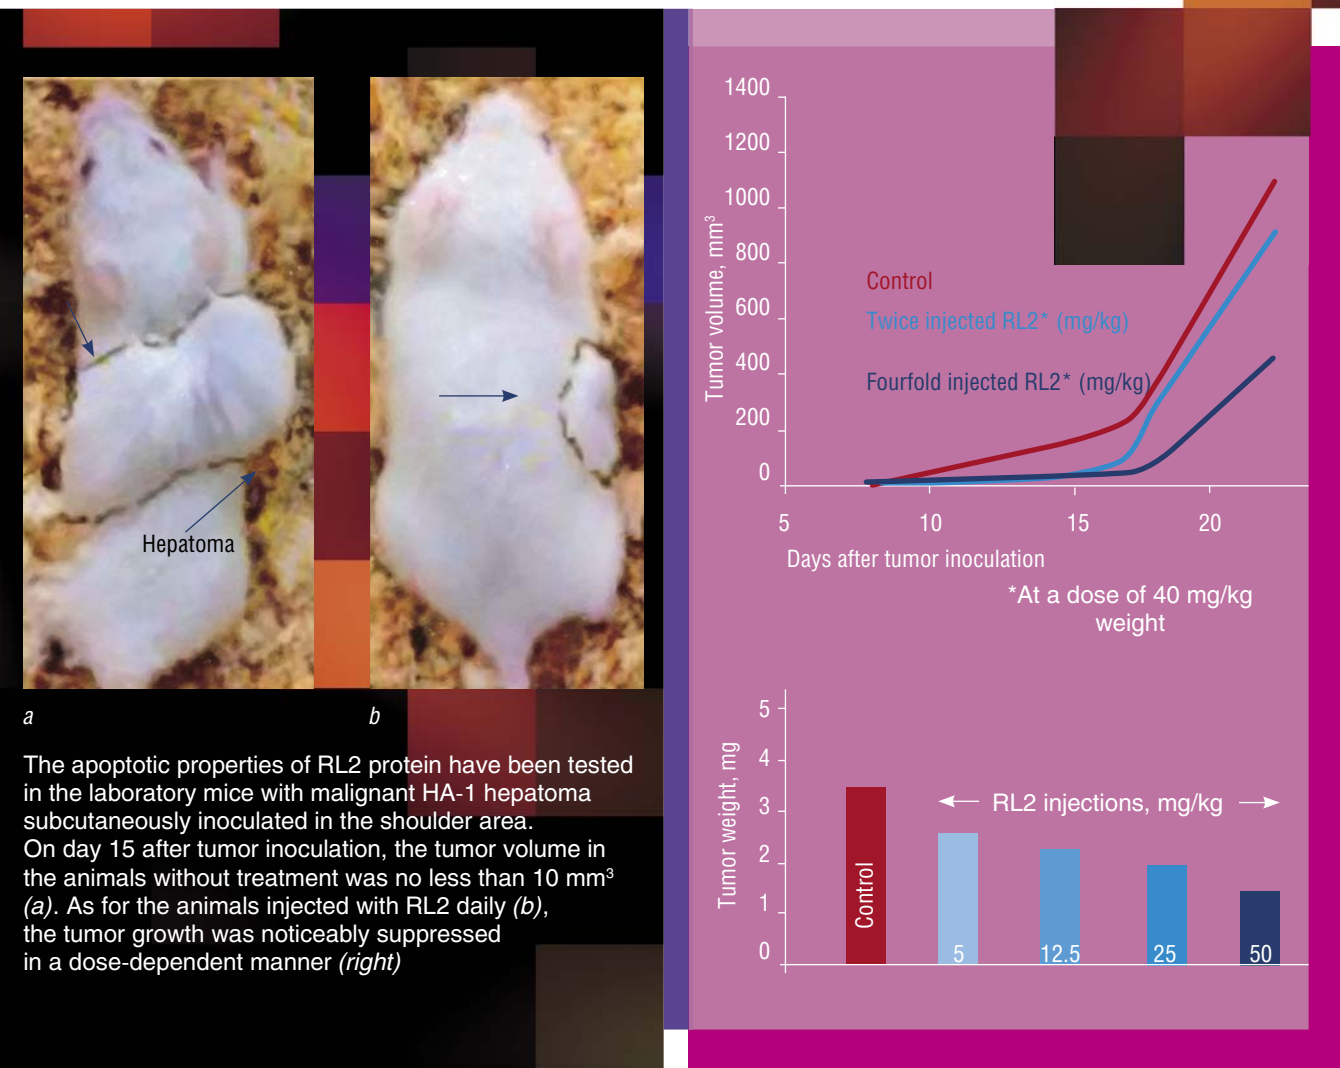 Hepatoma
a
b
The apoptotic properties of RL2 protein have been tested
in the laboratory mice with malignant HA-1 hepatoma
subcutaneously inoculated in the shoulder area.
On day 15 after tumor inoculation, the tumor volume in
the animals without treatment was no less than 10 mm³
(a). As for the animals injected with RL2 daily (b),
the tumor growth was noticeably suppressed
in a dose-dependent manner (right)
Tumor volume, mm³
1400
1200
1000
800
600
400
200
0
Control
Twice injected RL2* (mg/kg)
Fourfold injected RL2* (mg/kg)
5 10 15 20
Days after tumor inoculation
*At a dose of 40 mg/kg
weight
Tumor weight, mg
5
4
3
2
1
0
RL2 injections, mg/kg
Control
5 12.5 25 50